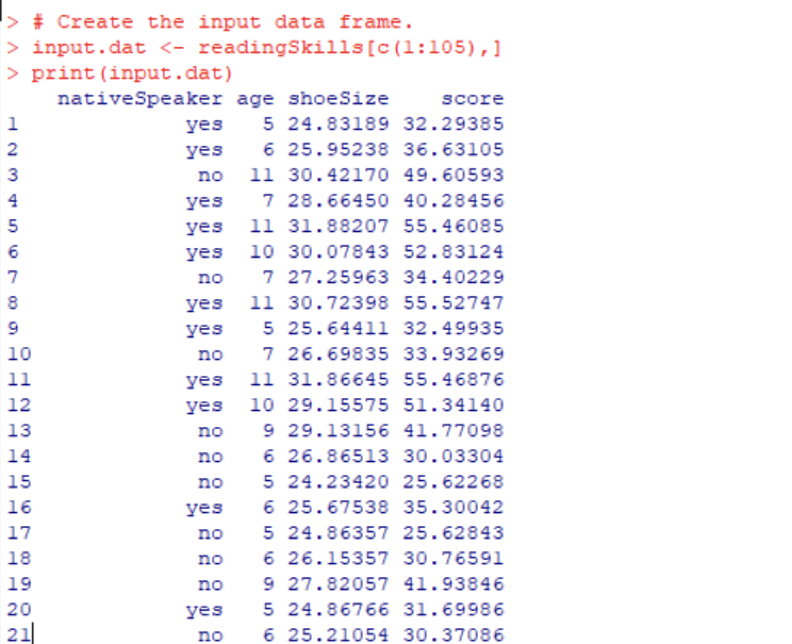 > # Create the input data frame.
> input.dat <- readingSkills[c(1:105),]
> print(input.dat)
nativeSpeaker age shoeSize score
1 yes 5 24.83189 32.29385
2 yes 6 25.95238 36.63105
3 no 11 30.42170 49.60593
4 yes 7 28.66450 40.28456
5 yes 11 31.88207 55.46085
6 yes 10 30.07843 52.83124
7 no 7 27.25963 34.40229
8 yes 11 30.72398 55.52747
9 yes 5 25.64411 32.49935
10 no 7 26.69835 33.93269
11 yes 11 31.86645 55.46876
12 yes 10 29.15575 51.34140
13 no 9 29.13156 41.77098
14 no 6 26.86513 30.03304
15 no 5 24.23420 25.62268
16 yes 6 25.67538 35.30042
17 no 5 24.86357 25.62843
18 no 6 26.15357 30.76591
19 no 9 27.82057 41.93846
20 yes 5 24.86766 31.69986
21 no 6 25.21054 30.37086